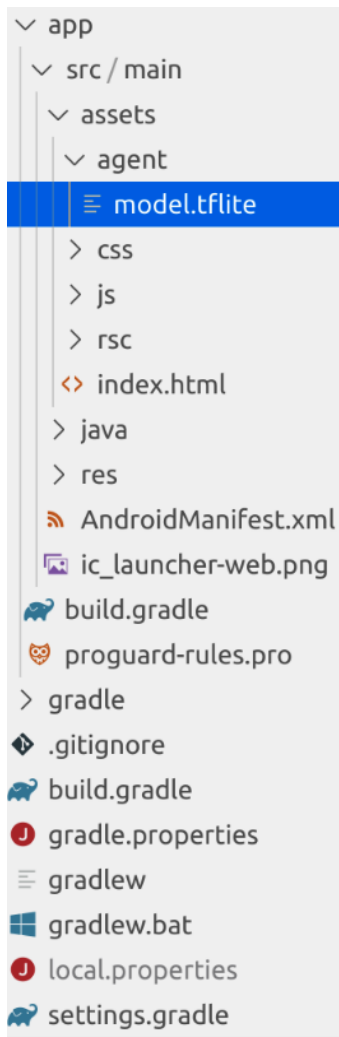 app
src / main
assets
agent
model.tflite
css
js
rsc
index.html
java
res
AndroidManifest.xml
ic_launcher-web.png
build.gradle
proguard-rules.pro
gradle
.gitignore
build.gradle
gradle.properties
gradlew
gradlew.bat
local.properties
settings.gradle